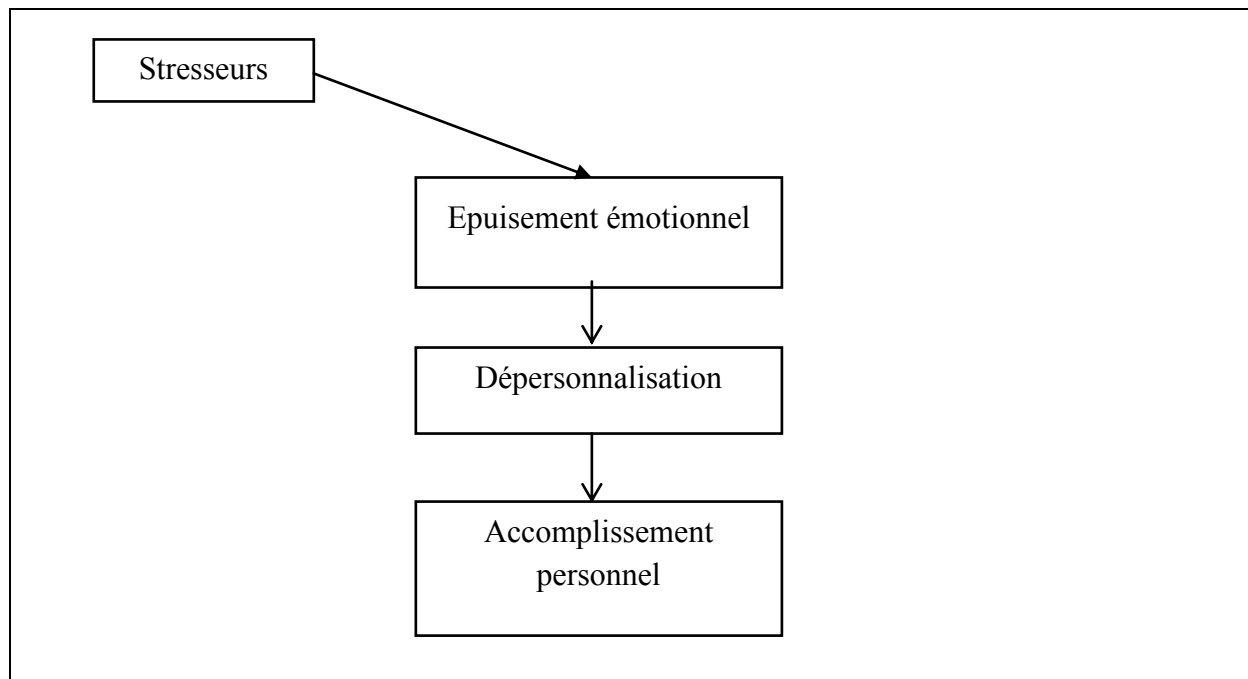 Stresseurs
Epuisement émotionnel
Dépersonnalisation
Accomplissement
personnel